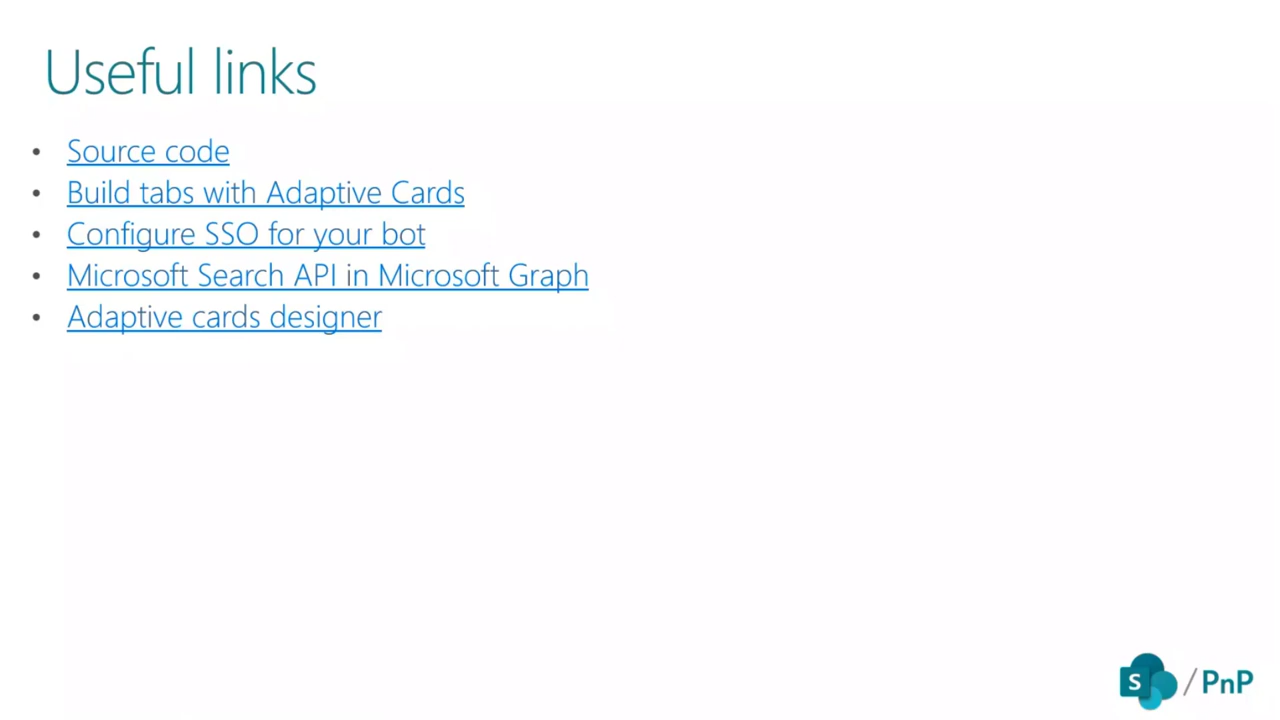 Useful links
• Source code
• Build tabs with Adaptive Cards
• Configure SSO for your bot
• Microsoft Search API in Microsoft Graph
• Adaptive cards designer
S / PnP